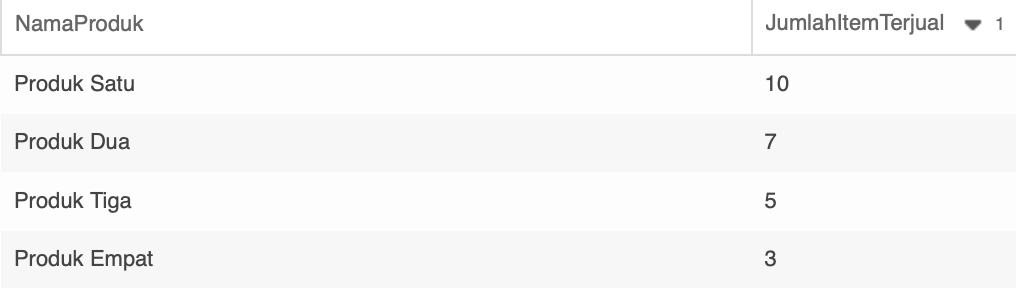 NamaProduk JumlahItemTerjual 1
Produk Satu 10
Produk Dua 7
Produk Tiga 5
Produk Empat 3